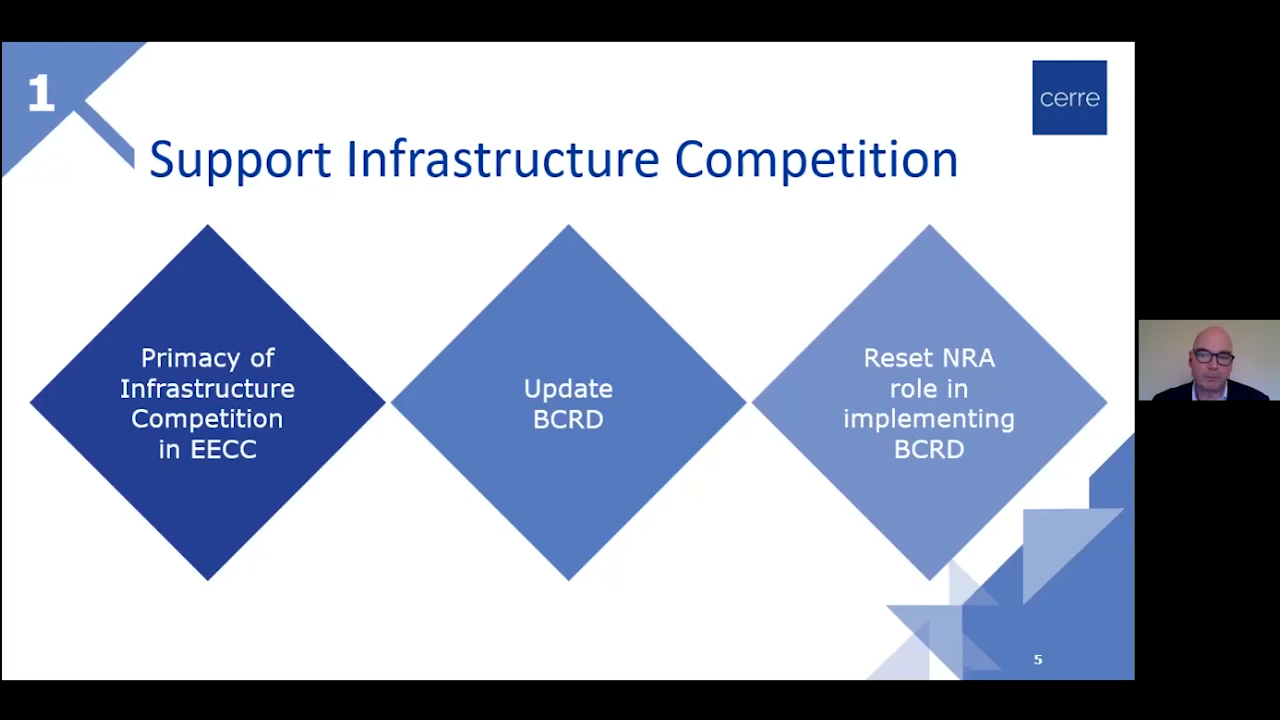 1
cerre
Support Infrastructure Competition
Primacy of
Infrastructure
Competition
in EECC
Update
BCRD
Reset NRA
role in
implementing
BCRD
5